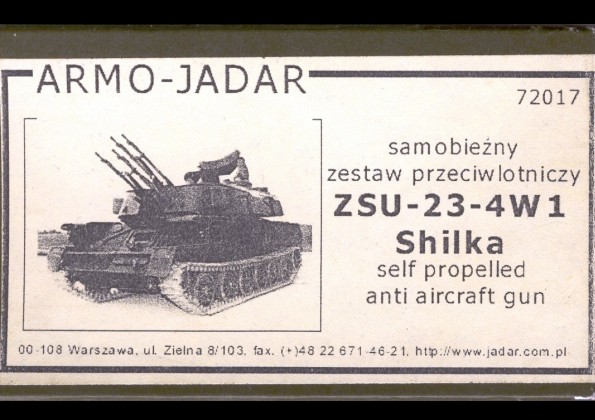 ARMO-JADAR
72017
samobieżny
zestaw przeciwlotniczy
ZSU-23-4W1
Shilka
self propelled
anti aircraft gun
00-108 Warszawa, ul. Zielna 8/103, fax. (+)48 22 671-46-21, http://www.jadar.com.pl